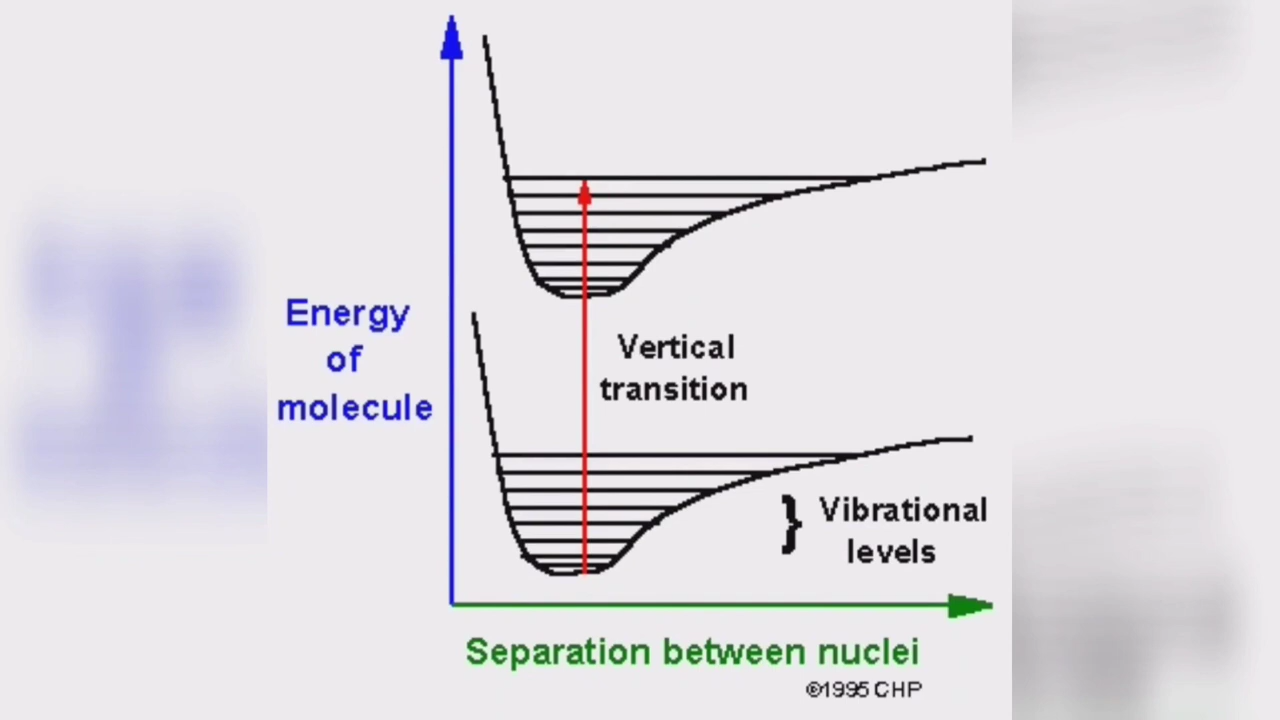 Energy
of
molecule
Vertical
transition
} Vibrational
levels
Separation between nuclei
©1995 CHP